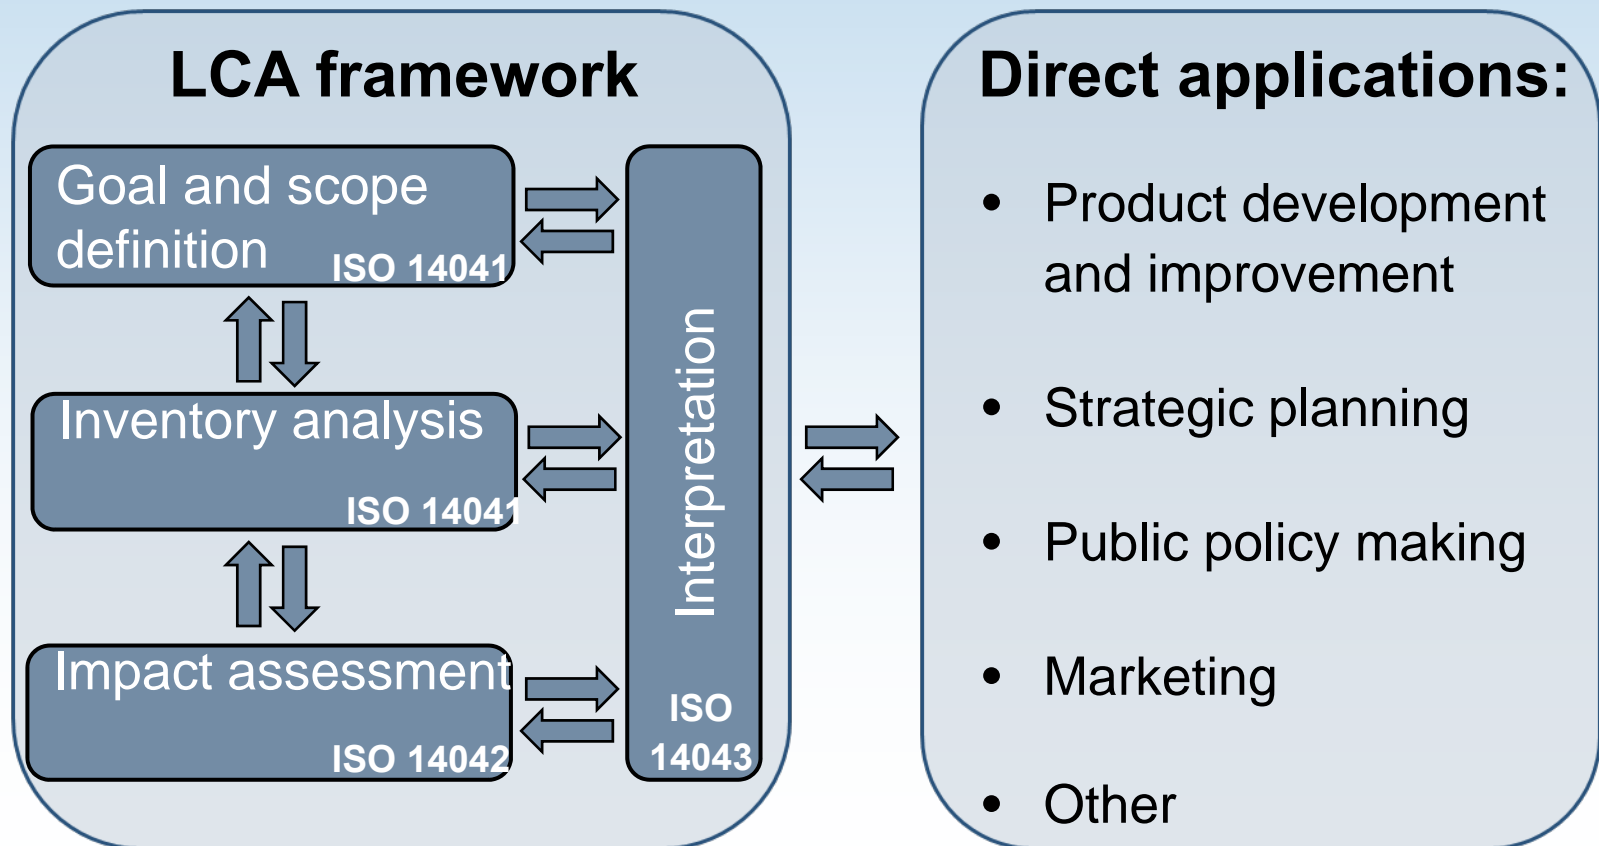 LCA framework
Goal and scope
definition
ISO 14041
Inventory analysis
ISO 14041
Impact assessment
ISO 14042
Interpretation
ISO
14043
Direct applications:
• Product development
and improvement
• Strategic planning
• Public policy making
• Marketing
• Other